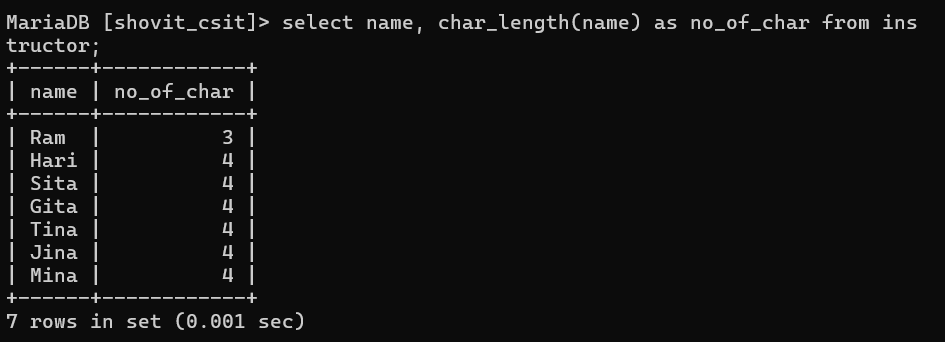 MariaDB [shovit_csit]> select name, char_length(name) as no_of_char from ins
tructor;
+------+------------+
| name | no_of_char |
+------+------------+
| Ram  |          3 |
| Hari |          4 |
| Sita |          4 |
| Gita |          4 |
| Tina |          4 |
| Jina |          4 |
| Mina |          4 |
+------+------------+
7 rows in set (0.001 sec)